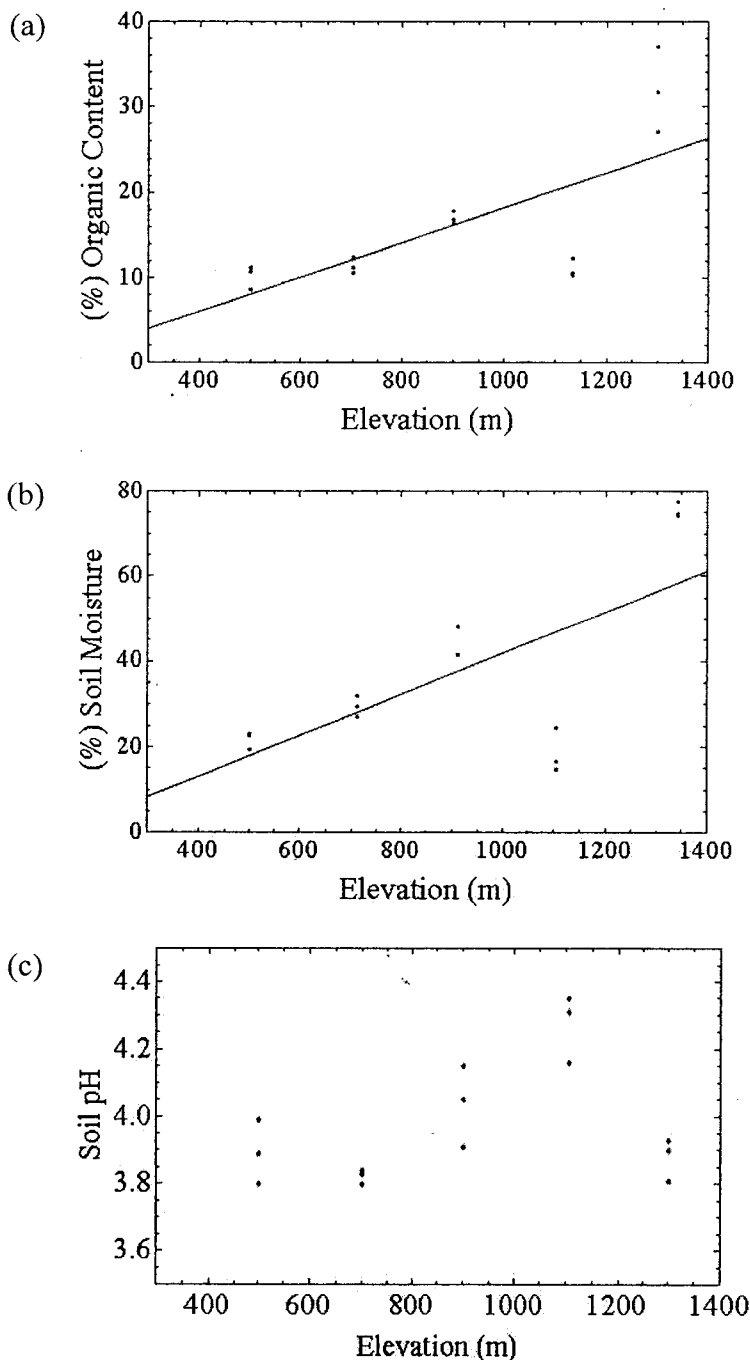 (a)
40
30
20
10
0
(%) Organic Content
400 600 800 1000 1200 1400
Elevation (m)
(b)
80
60
40
20
0
(%) Soil Moisture
400 600 800 1000 1200 1400
Elevation (m)
(c)
4.4
4.2
4.0
3.8
3.6
Soil pH
400 600 800 1000 1200 1400
Elevation (m)